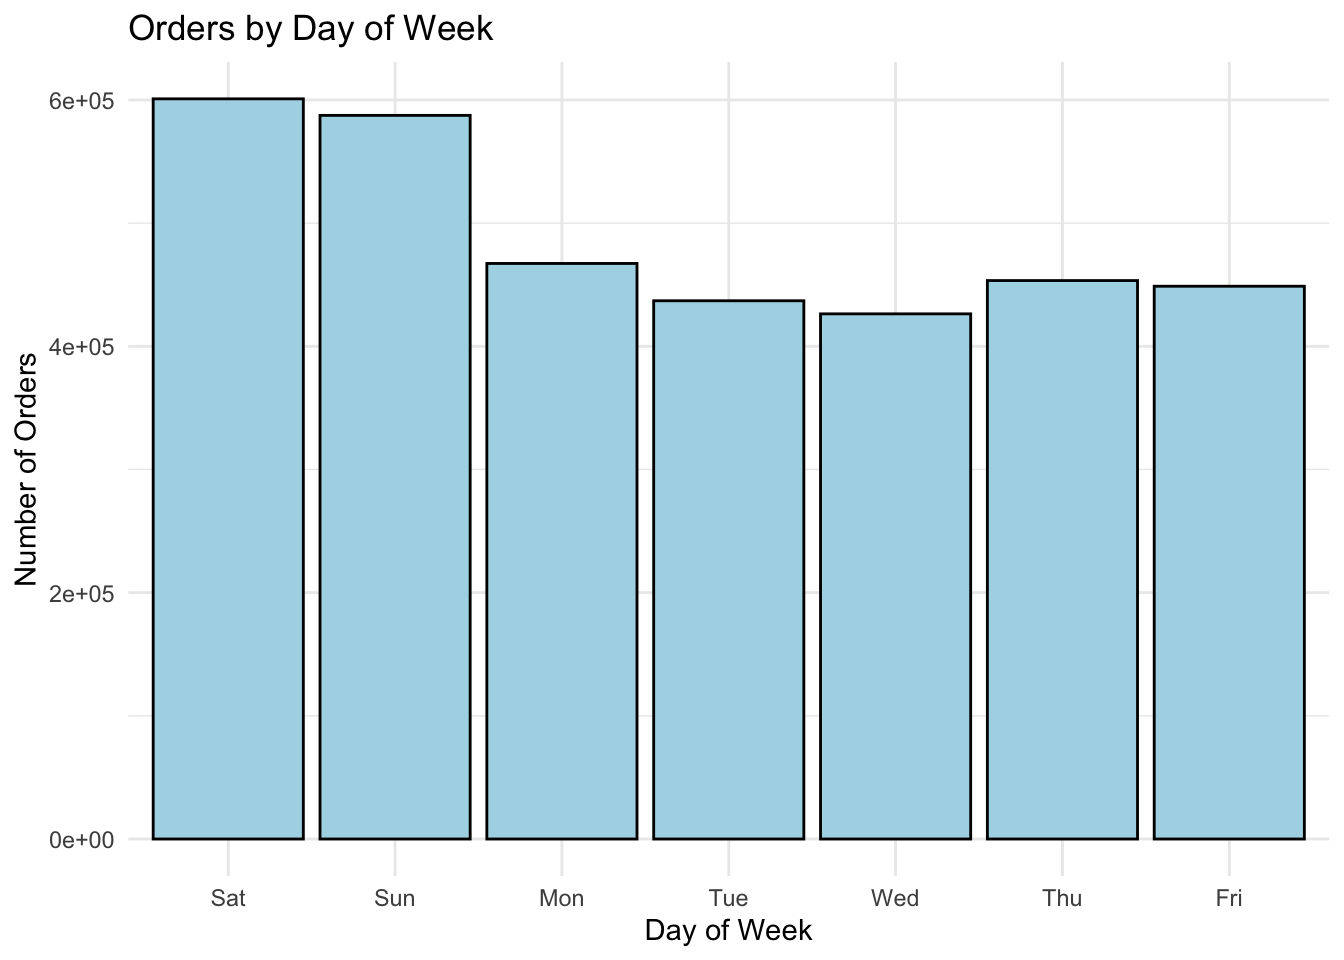 Orders by Day of Week
Number of Orders
6e+05
4e+05
2e+05
0e+00
Sat Sun Mon Tue Wed Thu Fri
Day of Week